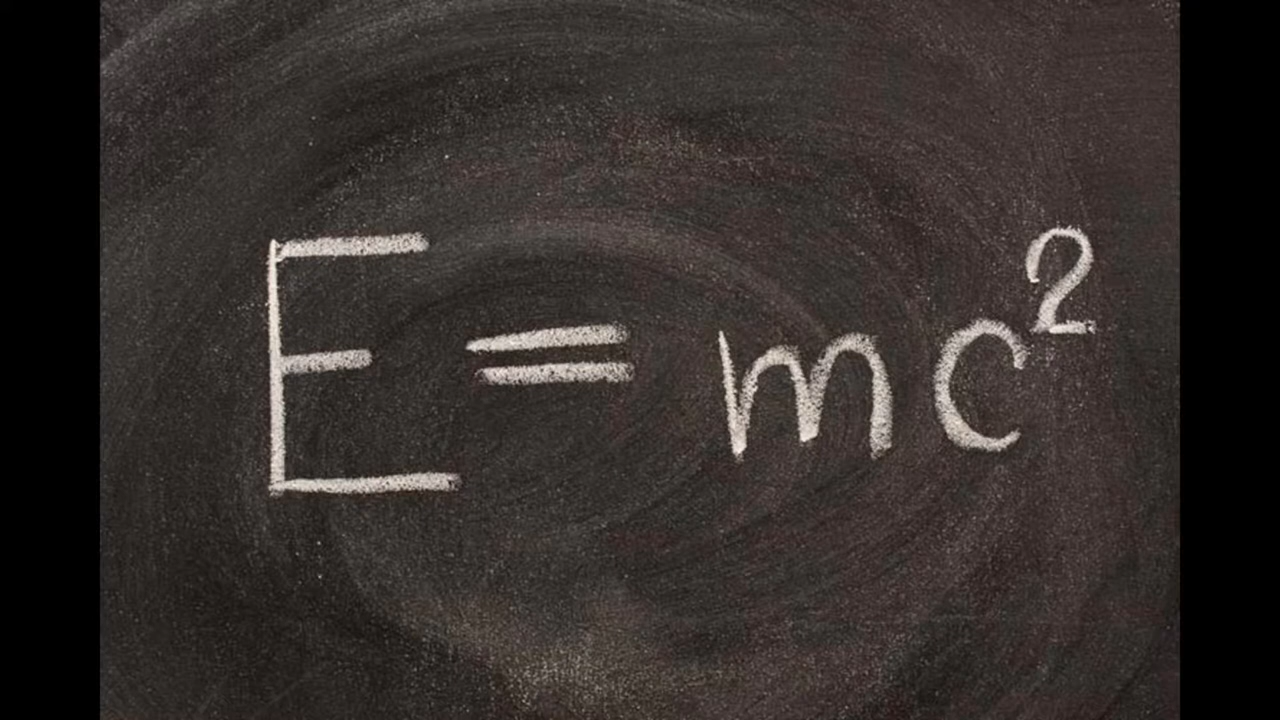 E = mc²